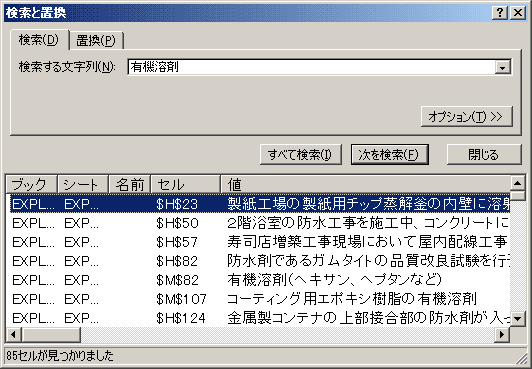 検索と置換
検索(D) 置換(P)
検索する文字列(N): 有機溶剤
オプション(T) >>
すべて検索(I) 次を検索(F) 閉じる
ブック シート 名前 セル 値
EXPL... EXP... $H$23 製紙工場の製紙用チップ蒸解釜の内壁に溶射
EXPL... EXP... $H$50 2階浴室の防水工事を施工中、コンクリートに
EXPL... EXP... $H$57 寿司店増築工事現場において屋内配線工事
EXPL... EXP... $H$82 防水剤であるガムタイトの品質改良試験を行
EXPL... EXP... $M$82 有機溶剤(ヘキサン、ヘプタンなど)
EXPL... EXP... $M$107 コーティング用エポキシ樹脂の有機溶剤
EXPL... EXP... $H$124 金属製コンテナの上部接合部の防水剤が入っ
85セルが見つかりました